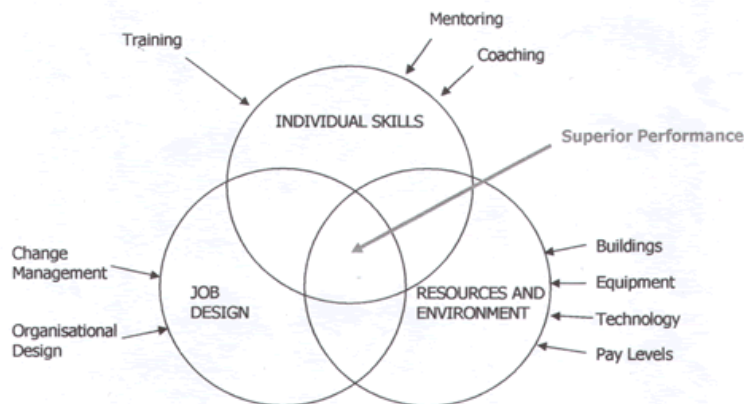 Mentoring
Training
Coaching
INDIVIDUAL SKILLS
Superior Performance
Change
Management
Organisational
Design
JOB
DESIGN
RESOURCES AND
ENVIRONMENT
Buildings
Equipment
Technology
Pay Levels